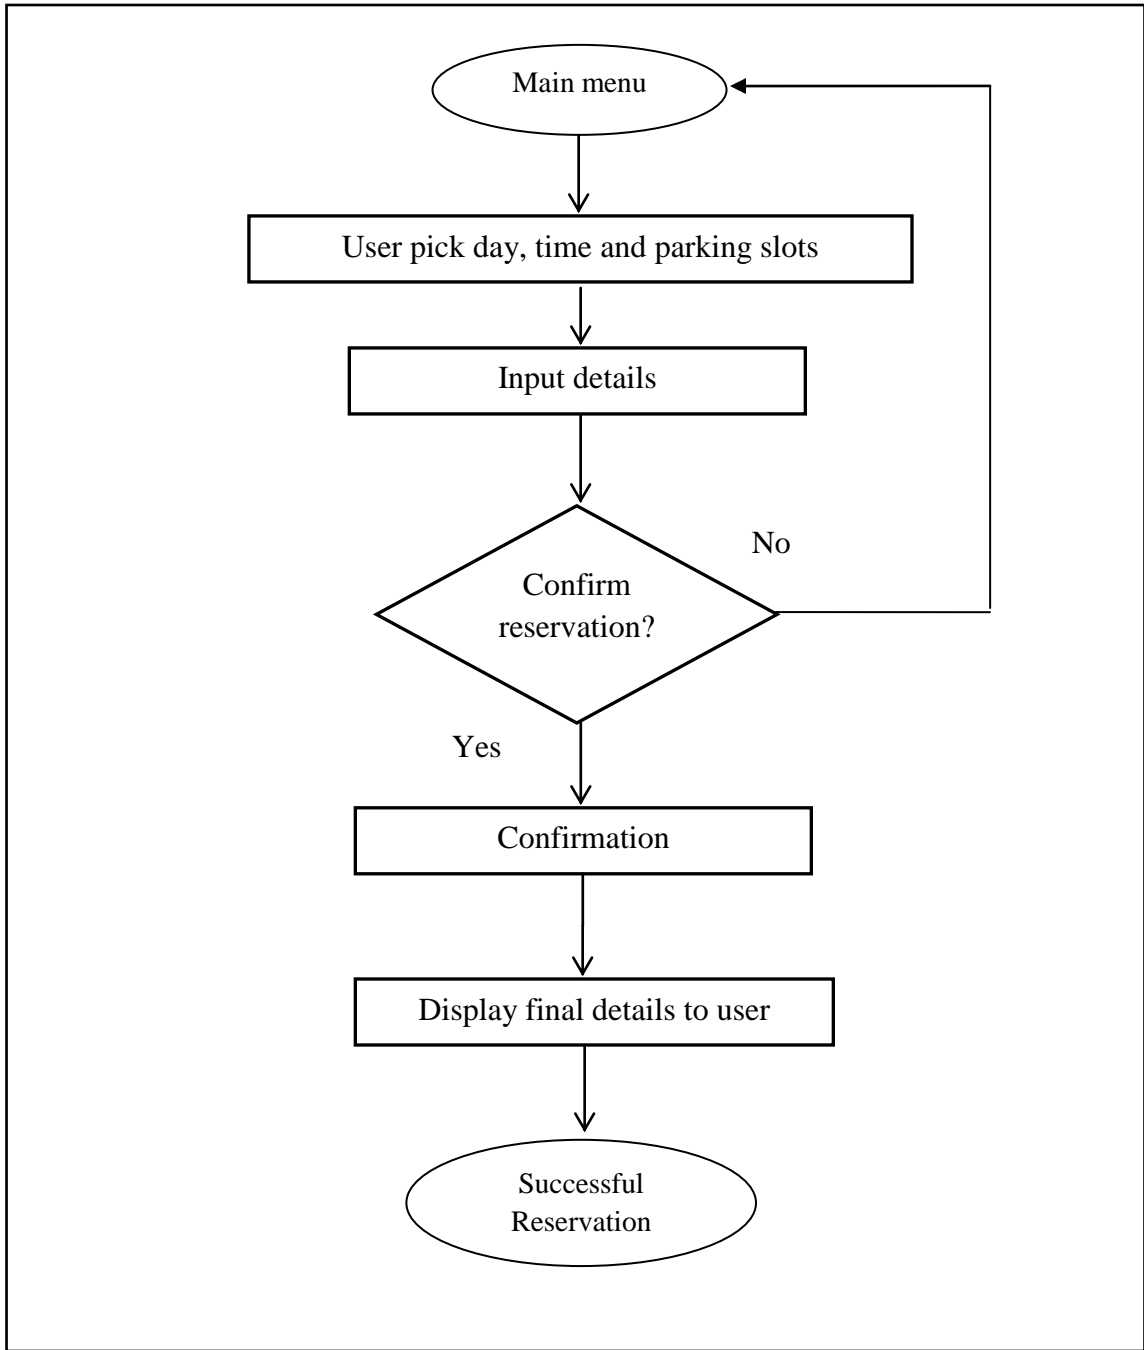 Main menu
User pick day, time and parking slots
Input details
No
Confirm
reservation?
Yes
Confirmation
Display final details to user
Successful
Reservation